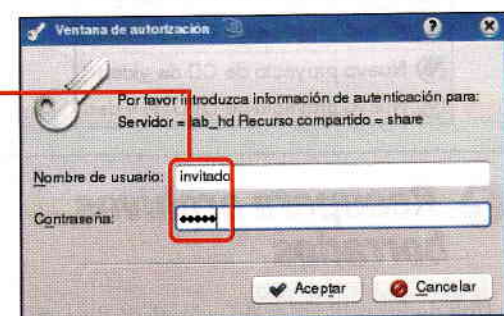 Ventana de autorización
Por favor introduzca información de autenticación para:
Servidor = lab_hd Recurso compartido = share
Nombre de usuario: invitado
Contraseña: •••••
Aceptar Cancelar